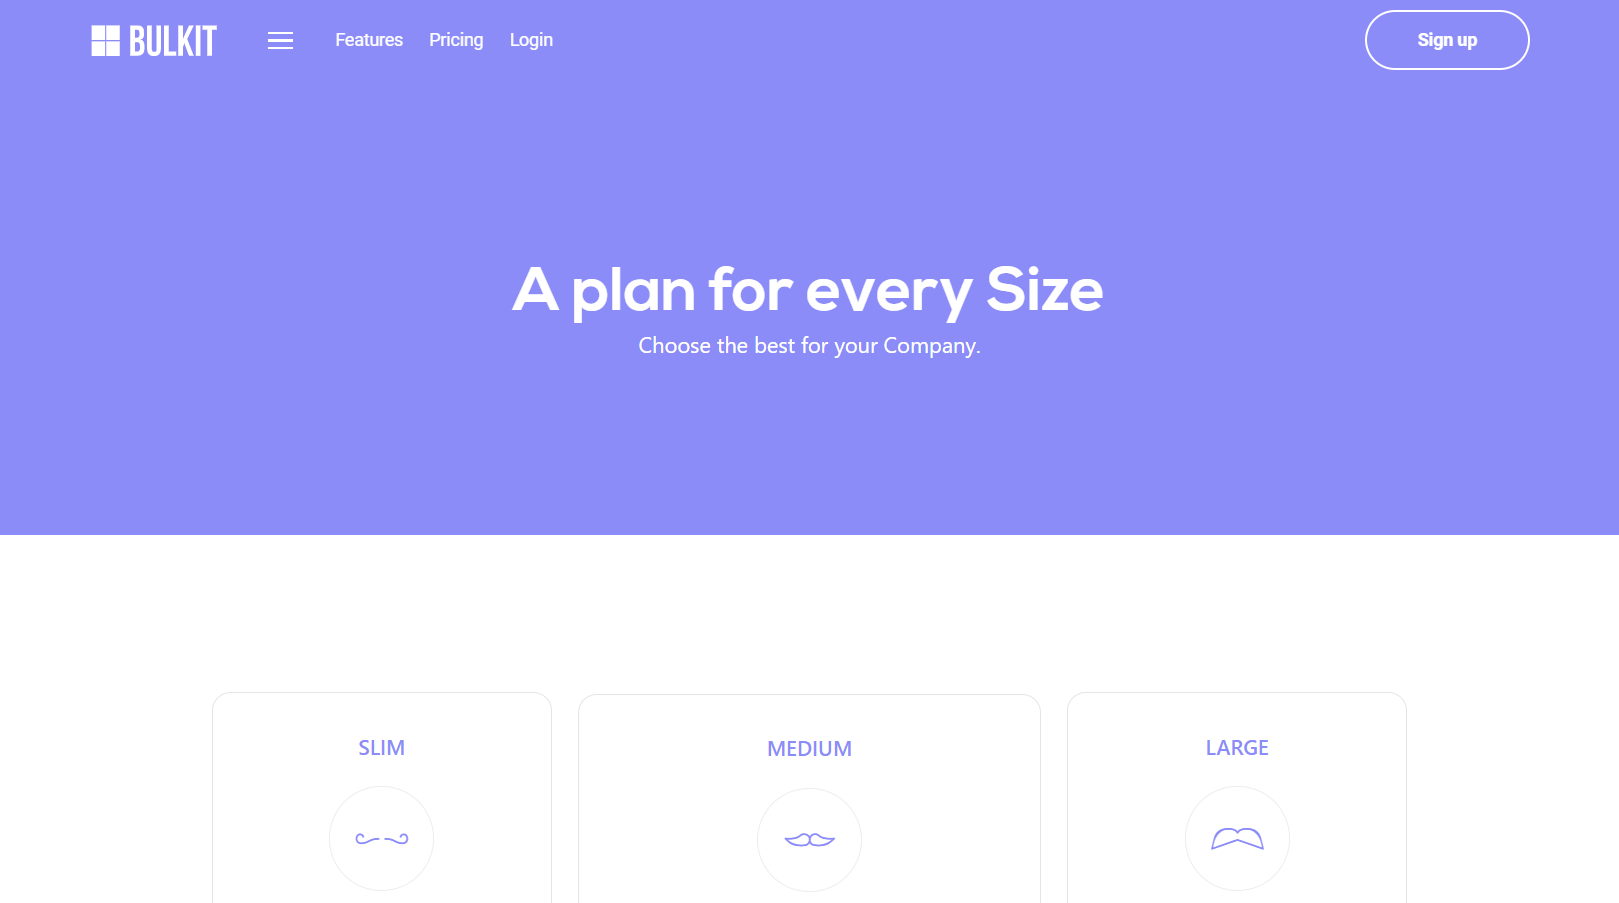 BULKIT
Features Pricing Login
Sign up
A plan for every Size
Choose the best for your Company.
SLIM
MEDIUM
LARGE